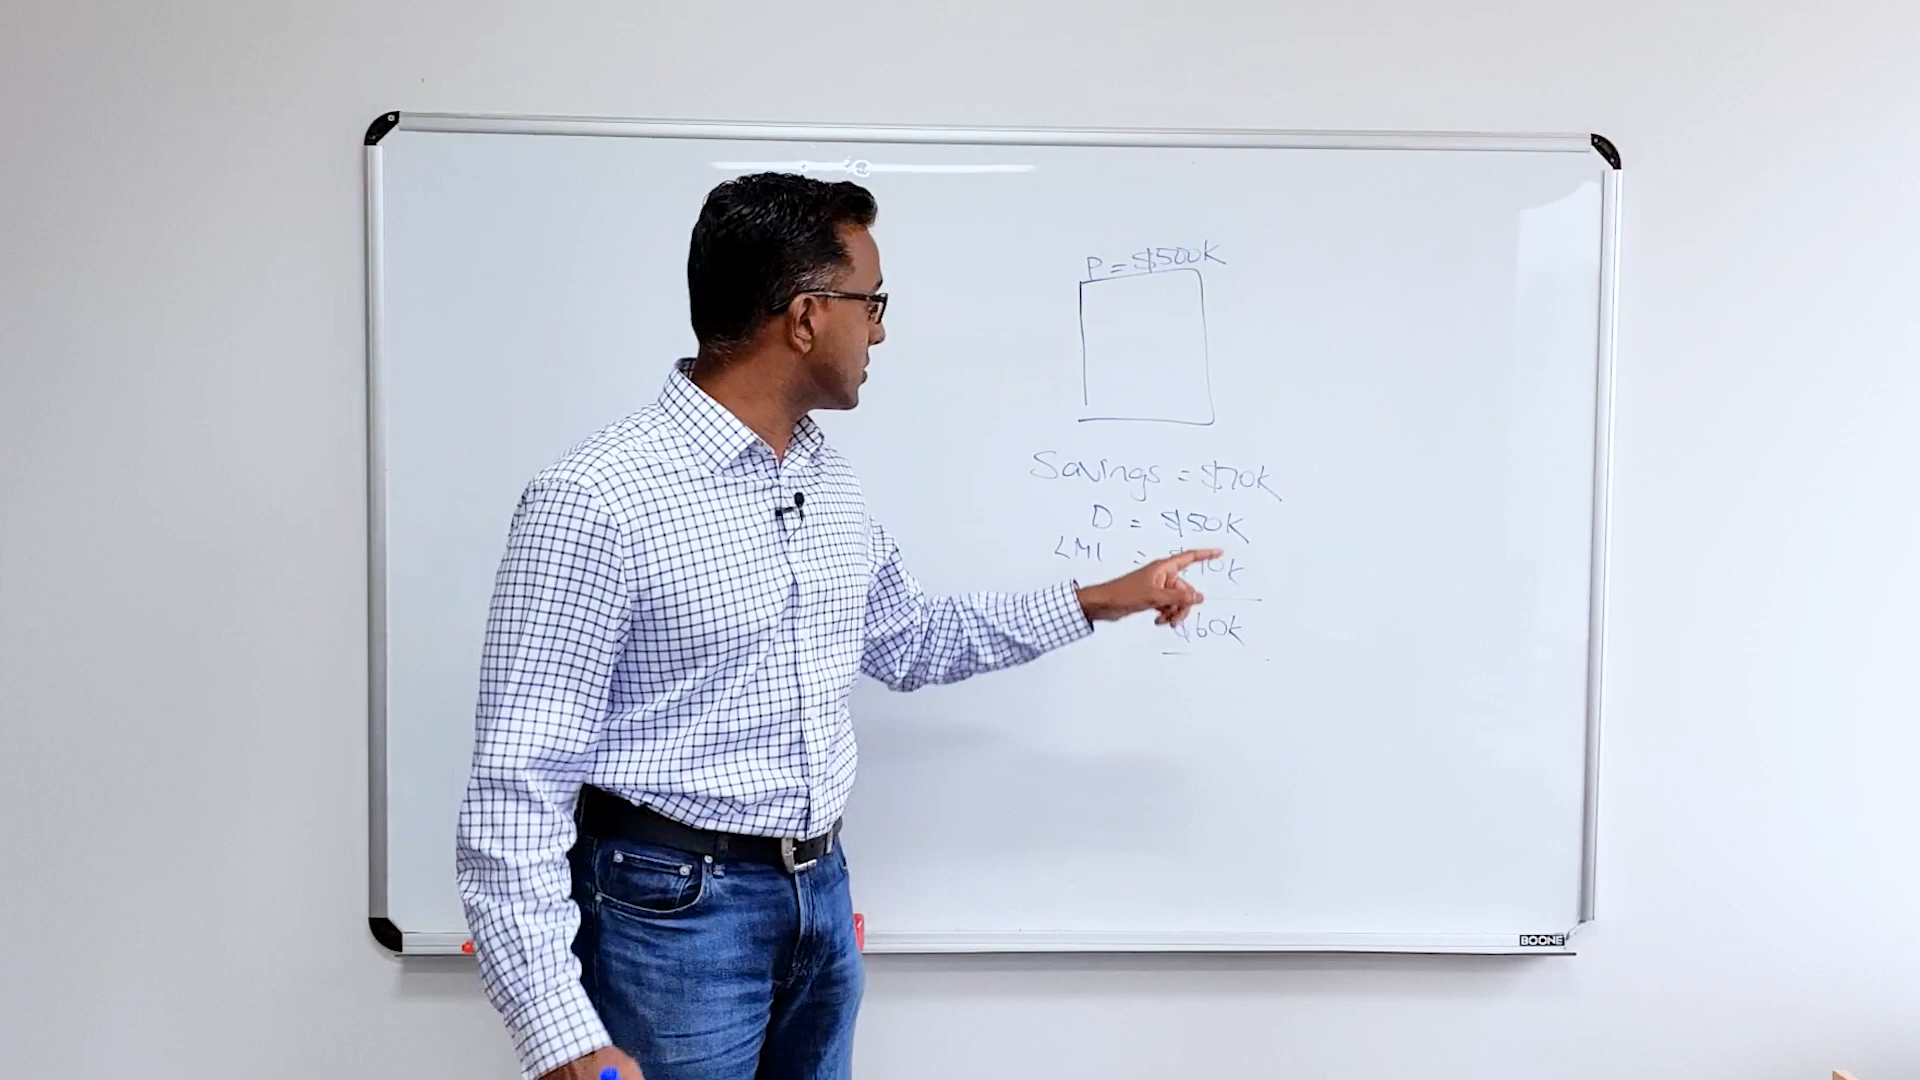 P = $500K
Savings = $70K
D = $50K
LMI = $10k
$60k
BOONE